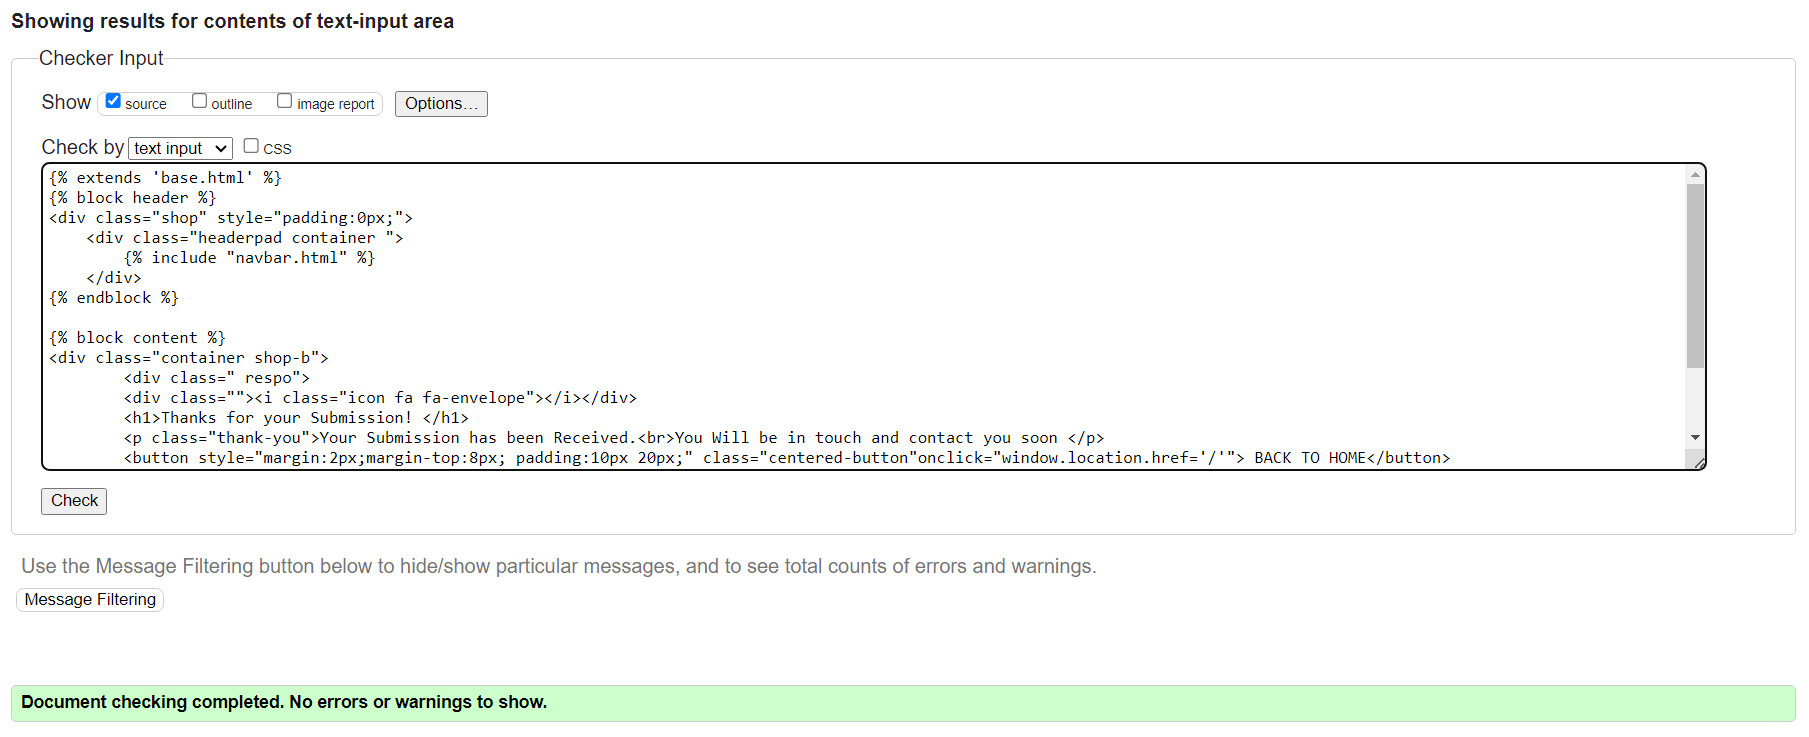 Showing results for contents of text-input area
Checker Input
Show source outline image report Options...
Check by text input CSS
{% extends 'base.html' %}
{% block header %}
<div class="shop" style="padding:0px;">
    <div class="headerpad container ">
        {% include "navbar.html" %}
    </div>
{% endblock %}

{% block content %}
<div class="container shop-b">
        <div class=" respo">
        <div class=""><i class="icon fa fa-envelope"></i></div>
        <h1>Thanks for your Submission! </h1>
        <p class="thank-you">Your Submission has been Received.<br>You Will be in touch and contact you soon </p>
        <button style="margin:2px;margin-top:8px; padding:10px 20px;" class="centered-button"onclick="window.location.href='/'"> BACK TO HOME</button>
Check
Use the Message Filtering button below to hide/show particular messages, and to see total counts of errors and warnings.
Message Filtering
Document checking completed. No errors or warnings to show.